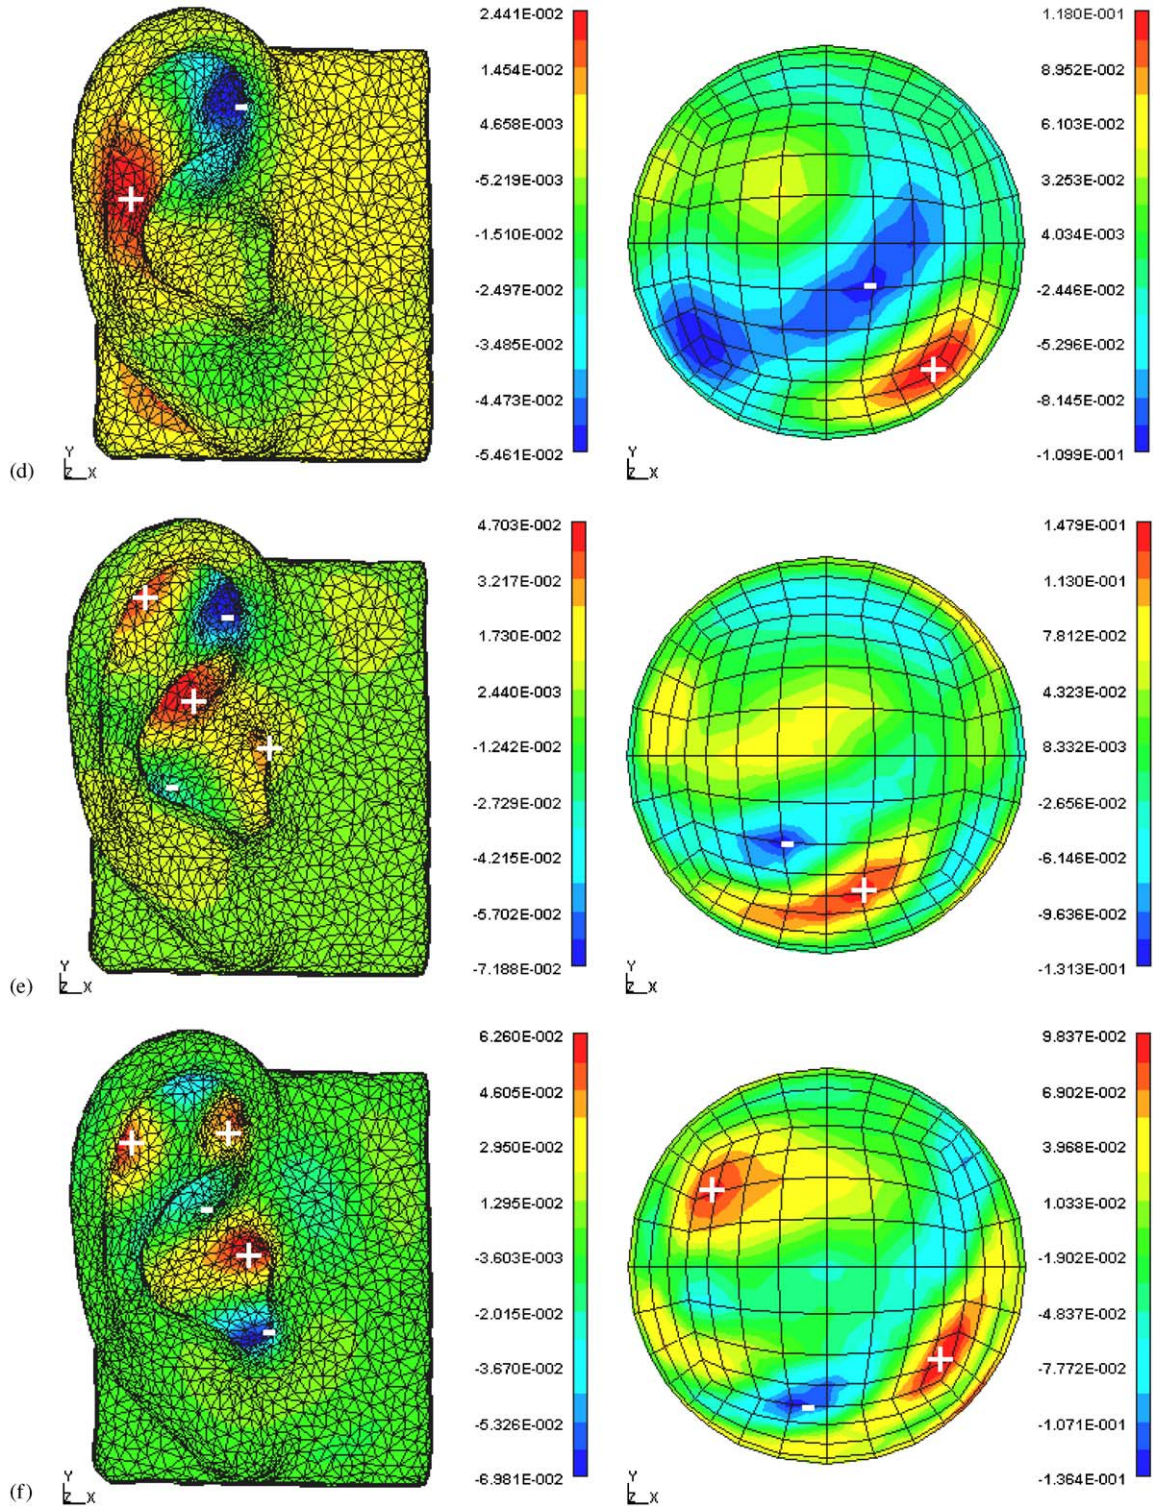 2.441E-002
1.454E-002
4.658E-003
-5.219E-003
-1.510E-002
-2.497E-002
-3.485E-002
-4.473E-002
-5.461E-002
+
-
Y
Z X
(d)
1.180E-001
8.952E-002
6.103E-002
3.253E-002
4.034E-003
-2.446E-002
-5.296E-002
-8.145E-002
-1.099E-001
-
+
Y
Z X
4.703E-002
3.217E-002
1.730E-002
2.440E-003
-1.242E-002
-2.729E-002
-4.215E-002
-5.702E-002
-7.188E-002
+
-
+
+
-
Y
Z X
(e)
1.479E-001
1.130E-001
7.812E-002
4.323E-002
8.332E-003
-2.656E-002
-6.146E-002
-9.636E-002
-1.313E-001
-
+
Y
Z X
6.260E-002
4.605E-002
2.950E-002
1.295E-002
-3.603E-003
-2.015E-002
-3.670E-002
-5.326E-002
-6.981E-002
+
+
-
+
-
Y
Z X
(f)
9.837E-002
6.902E-002
3.968E-002
1.033E-002
-1.902E-002
-4.837E-002
-7.772E-002
-1.071E-001
-1.364E-001
+
+
-
Y
Z X